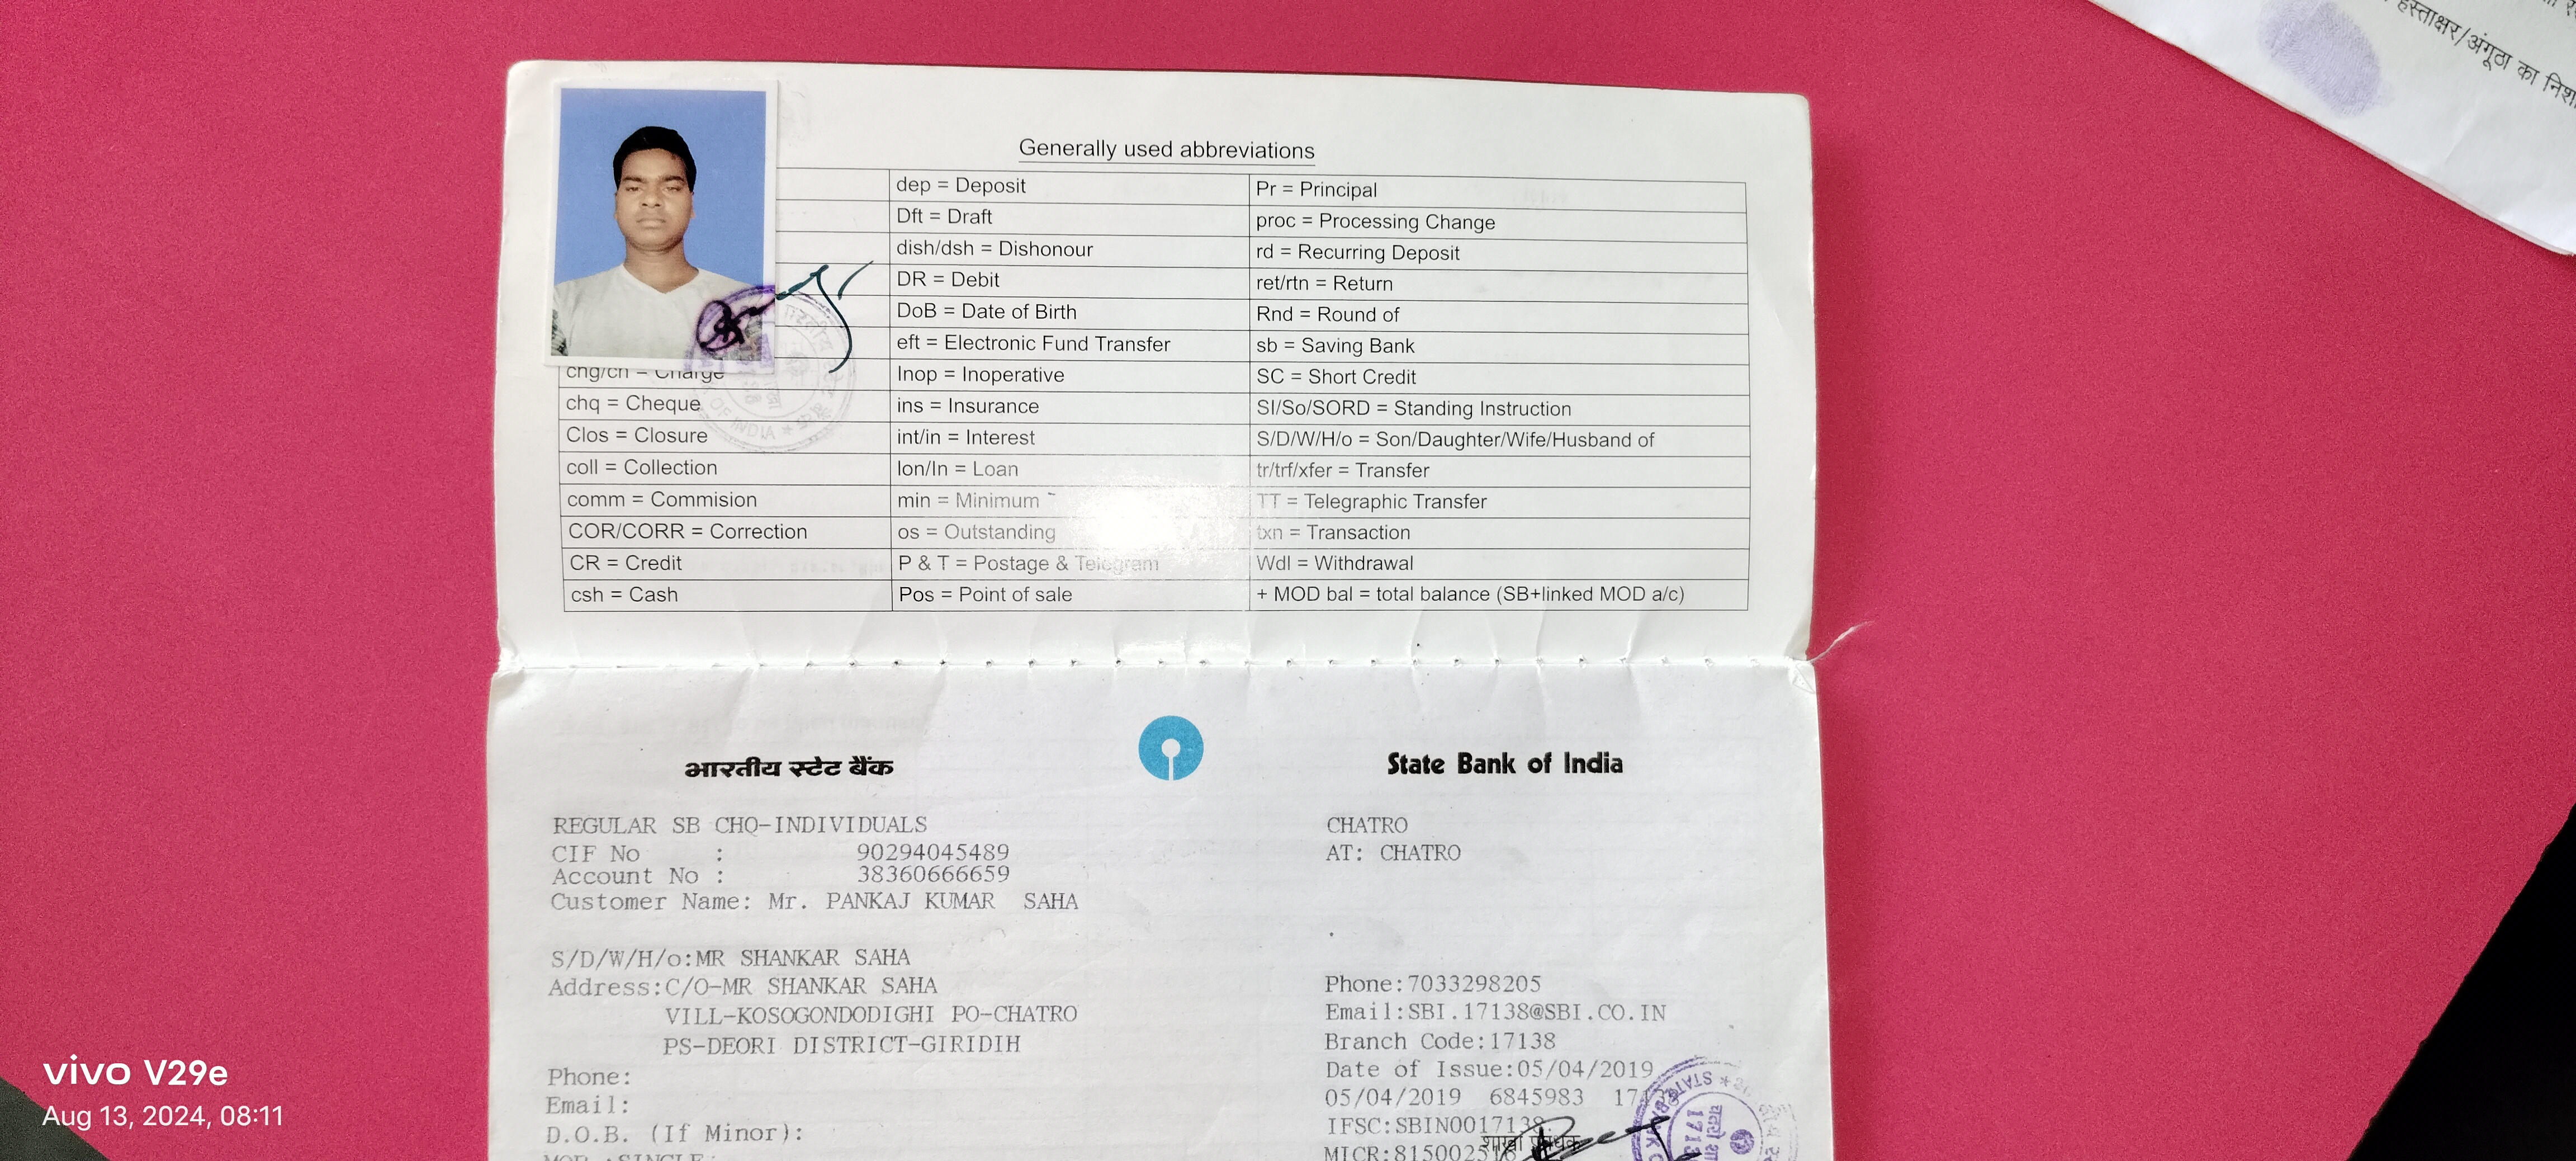 हस्ताक्षर/अंगूठा का
Generally used abbreviations
dep = Deposit Pr = Principal
Dft = Draft proc = Processing Change
dish/dsh = Dishonour rd = Recurring Deposit
DR = Debit ret/rtn = Return
DoB = Date of Birth Rnd = Round of
eft = Electronic Fund Transfer sb = Saving Bank
chg/ch = Charge Inop = Inoperative SC = Short Credit
chq = Cheque ins = Insurance SI/So/SORD = Standing Instruction
Clos = Closure int/in = Interest S/D/W/H/o = Son/Daughter/Wife/Husband of
coll = Collection lon/ln = Loan tr/trf/xfer = Transfer
comm = Commision min = Minimum TT = Telegraphic Transfer
COR/CORR = Correction os = Outstanding txn = Transaction
CR = Credit P & T = Postage & Telegram Wdl = Withdrawal
csh = Cash Pos = Point of sale + MOD bal = total balance (SB+linked MOD a/c)
भारतीय स्टेट बैंक State Bank of India
REGULAR SB CHQ-INDIVIDUALS CHATRO
CIF No : 90294045489 AT: CHATRO
Account No : 38360666659
Customer Name: Mr. PANKAJ KUMAR SAHA
S/D/W/H/o:MR SHANKAR SAHA
Address:C/O-MR SHANKAR SAHA Phone:7033298205
VILL-KOSOGONDODIGHI PO-CHATRO Email:SBI.17138@SBI.CO.IN
PS-DEORI DISTRICT-GIRIDIH Branch Code:17138
Phone: Date of Issue:05/04/2019
Email: 05/04/2019 6845983
D.O.B. (If Minor): IFSC:SBIN0017138
शाखा प्रबंधक
MOP :SINGLE
vivo V29e
Aug 13, 2024, 08:11